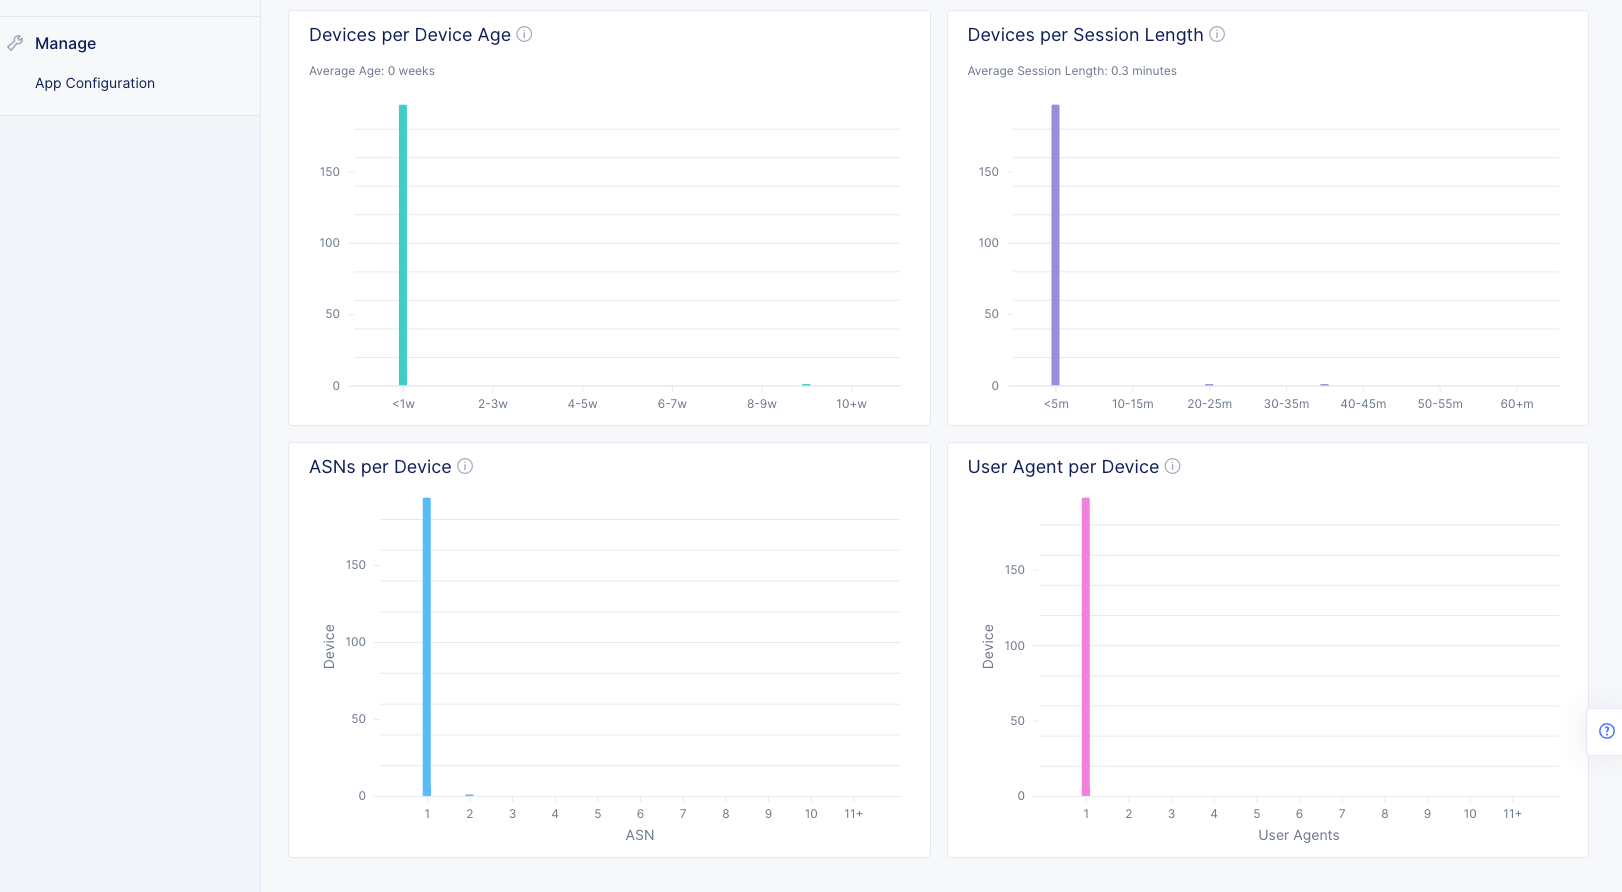 Manage
App Configuration
Devices per Device Age
Average Age: 0 weeks
150
100
50
0
<1w 2-3w 4-5w 6-7w 8-9w 10+w
Devices per Session Length
Average Session Length: 0.3 minutes
150
100
50
0
<5m 10-15m 20-25m 30-35m 40-45m 50-55m 60+m
ASNs per Device
Device
150
100
50
0
1 2 3 4 5 6 7 8 9 10 11+
ASN
User Agent per Device
Device
150
100
50
0
1 2 3 4 5 6 7 8 9 10 11+
User Agents